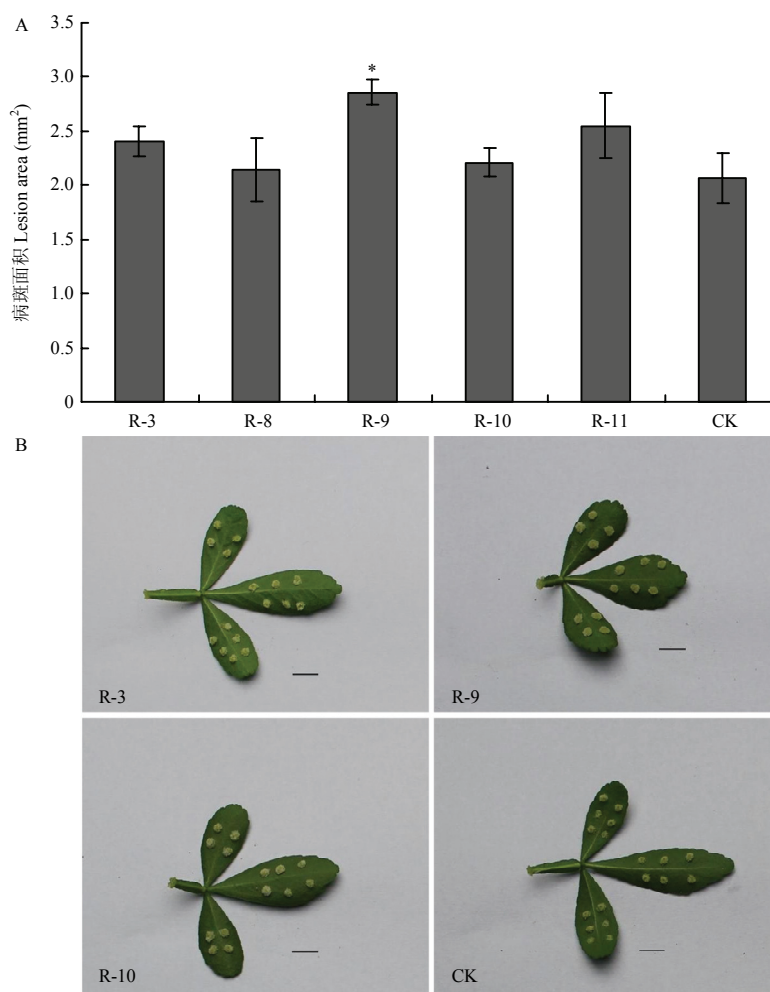 A
3.5
3.0
2.5
2.0
1.5
1.0
0.5
0
病斑面积 Lesion area (mm²)
*
R-3 R-8 R-9 R-10 R-11 CK
B
R-3 R-9
R-10 CK